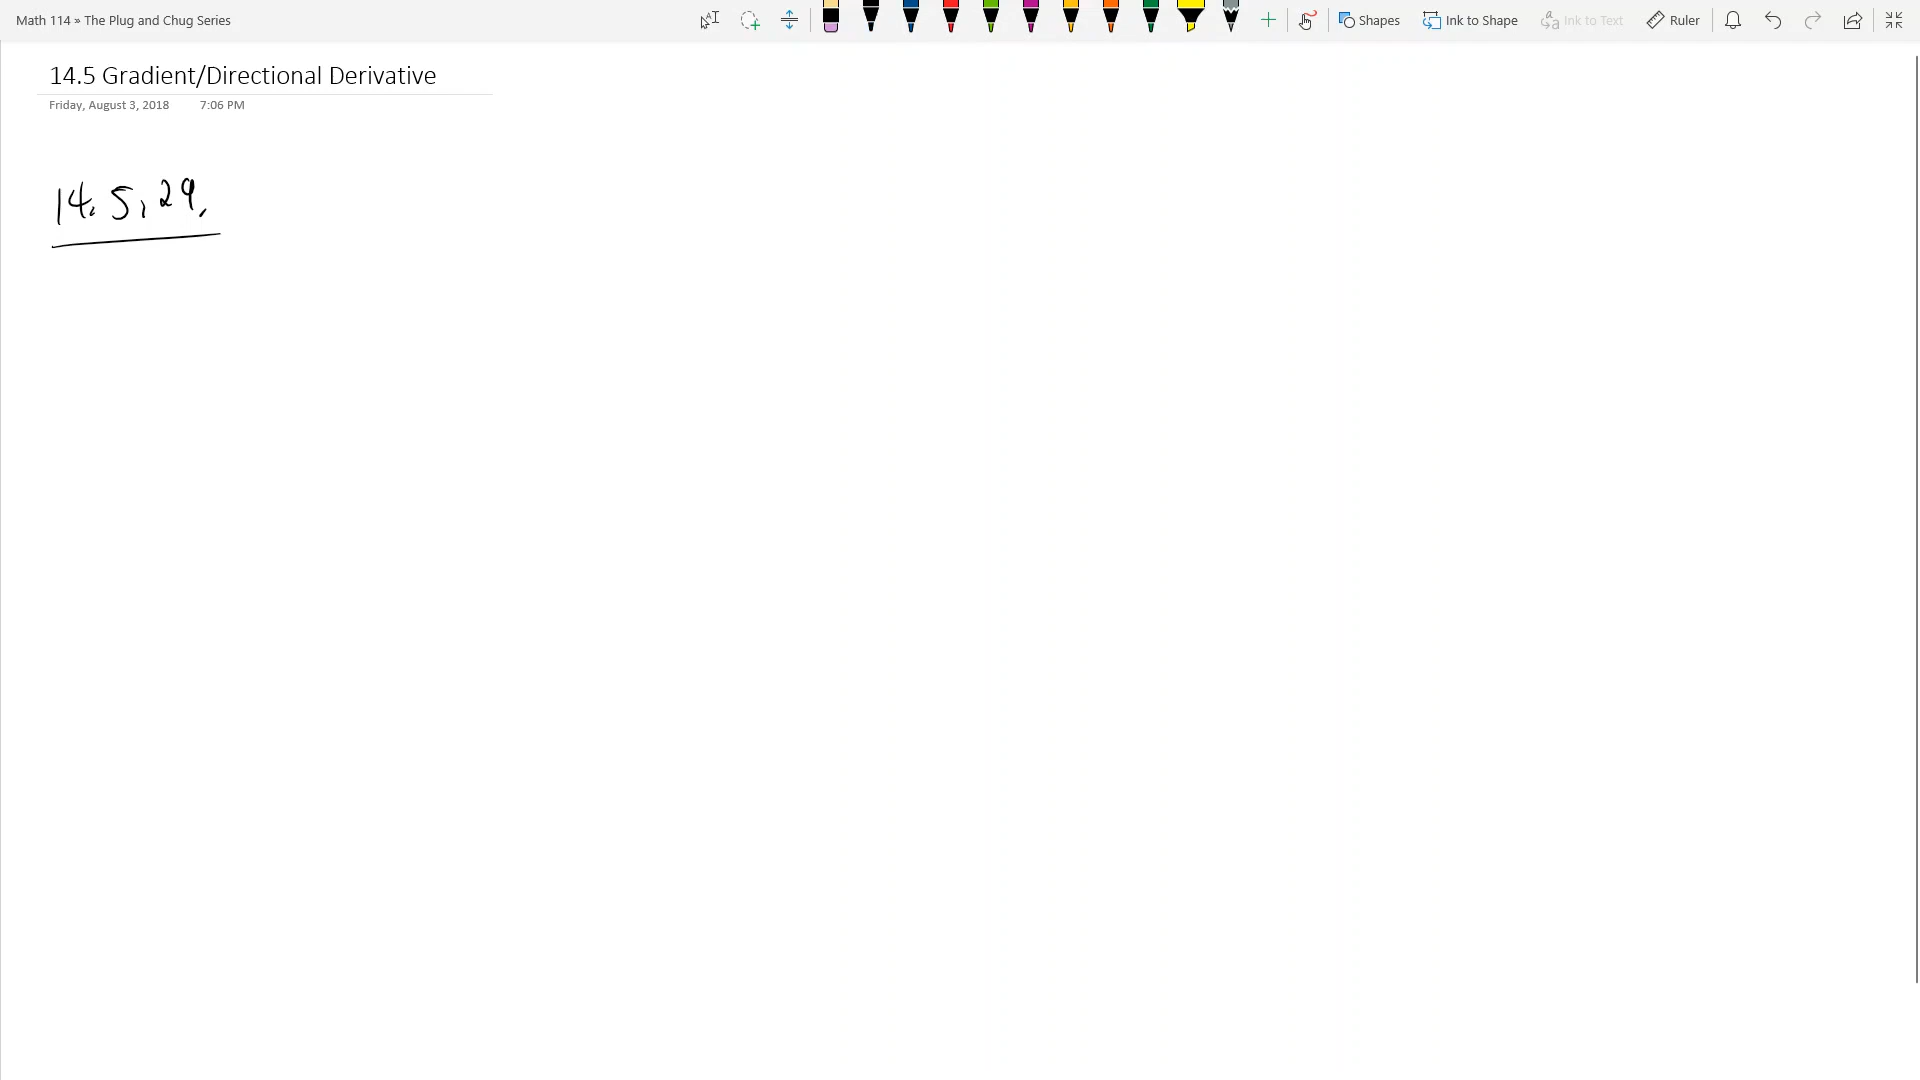 Math 114 » The Plug and Chug Series
Shapes Ink to Shape Ink to Text Ruler
14.5 Gradient/Directional Derivative
Friday, August 3, 2018 7:06 PM
14.5.29.